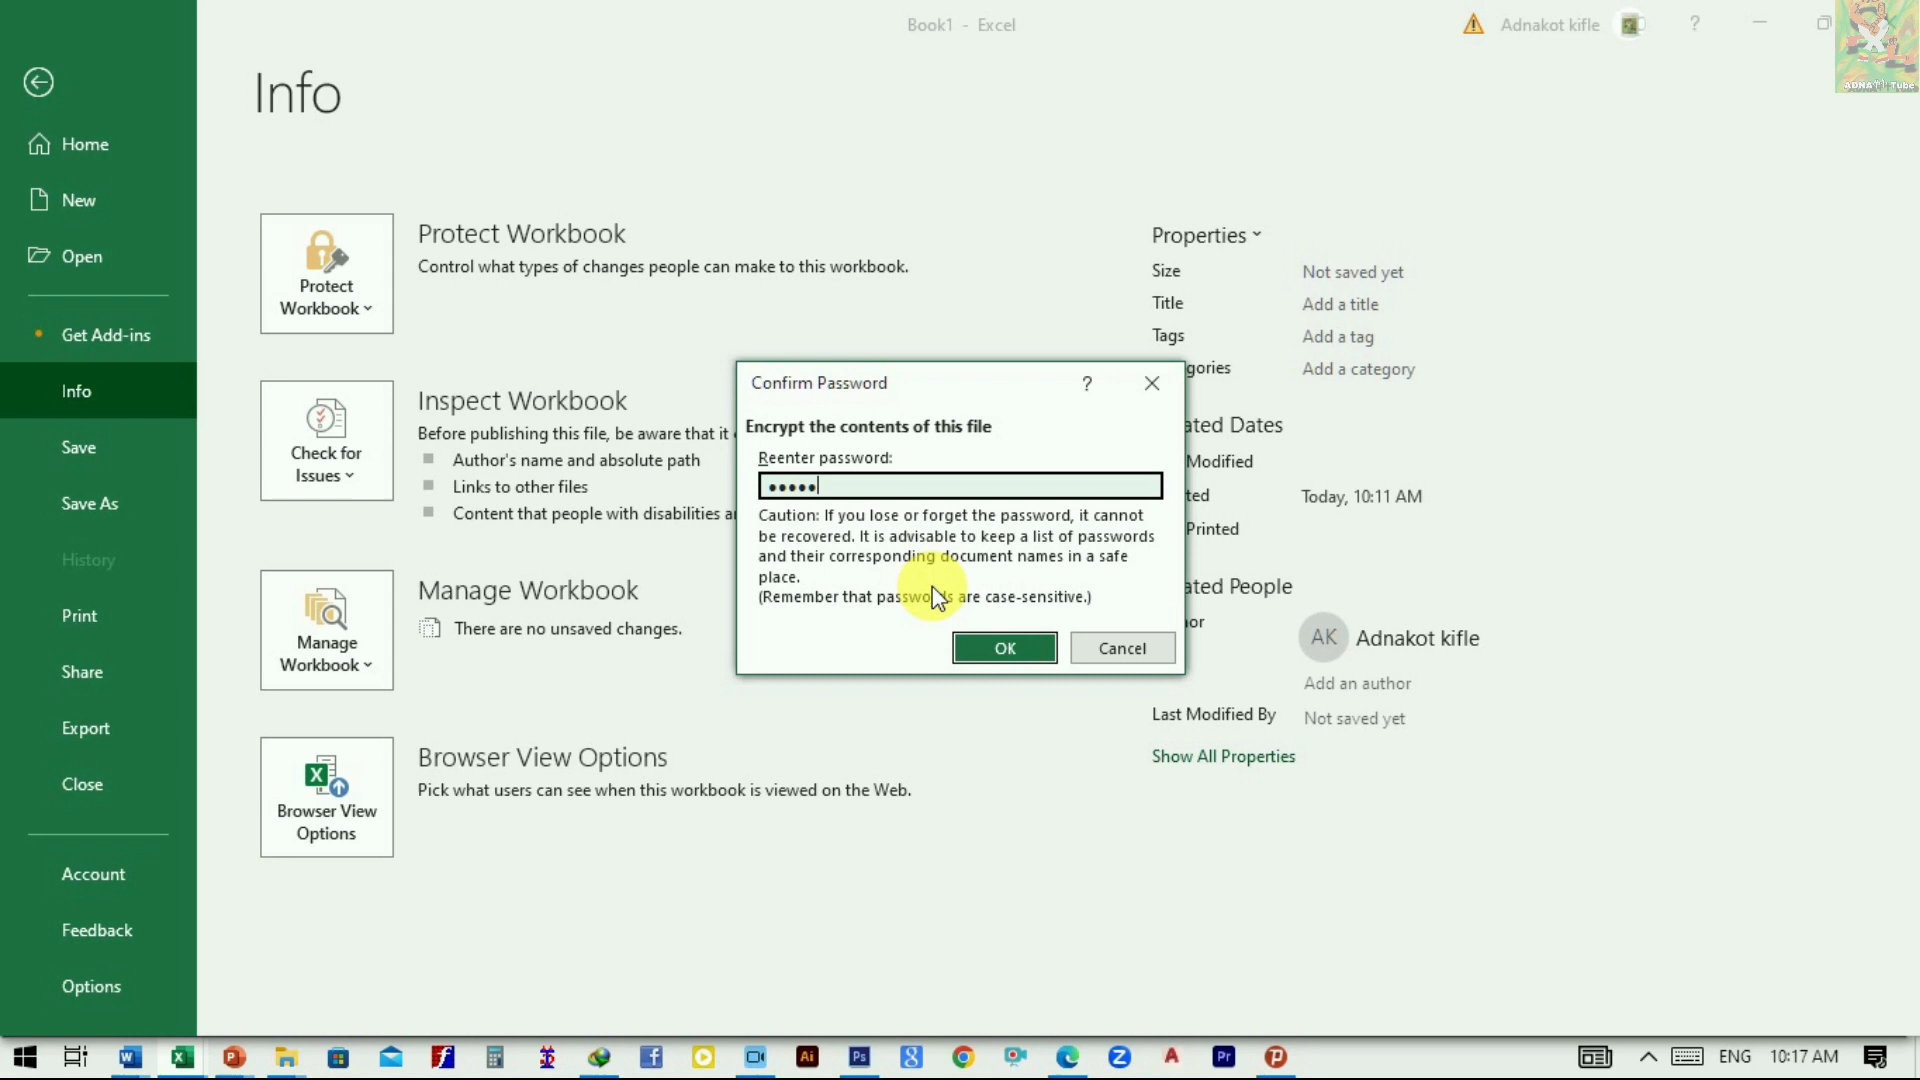 Book1 - Excel
Adnakot kifle
?
Info
Home
New
Open
Get Add-ins
Info
Save
Save As
History
Print
Share
Export
Close
Account
Feedback
Options
Protect Workbook
Protect Workbook
Control what types of changes people can make to this workbook.
Check for Issues
Inspect Workbook
Before publishing this file, be aware that it
Author's name and absolute path
Links to other files
Content that people with disabilities
Manage Workbook
Manage Workbook
There are no unsaved changes.
Browser View Options
Browser View Options
Pick what users can see when this workbook is viewed on the Web.
Confirm Password ?
Encrypt the contents of this file
Reenter password:
Caution: If you lose or forget the password, it cannot
be recovered. It is advisable to keep a list of passwords
and their corresponding document names in a safe
place.
(Remember that passwords are case-sensitive.)
OK
Cancel
Properties
Size Not saved yet
Title Add a title
Tags Add a tag
gories Add a category
ated Dates
Modified
ted Today, 10:11 AM
Printed
ated People
or
AK Adnakot kifle
Add an author
Last Modified By Not saved yet
Show All Properties
ENG 10:17 AM